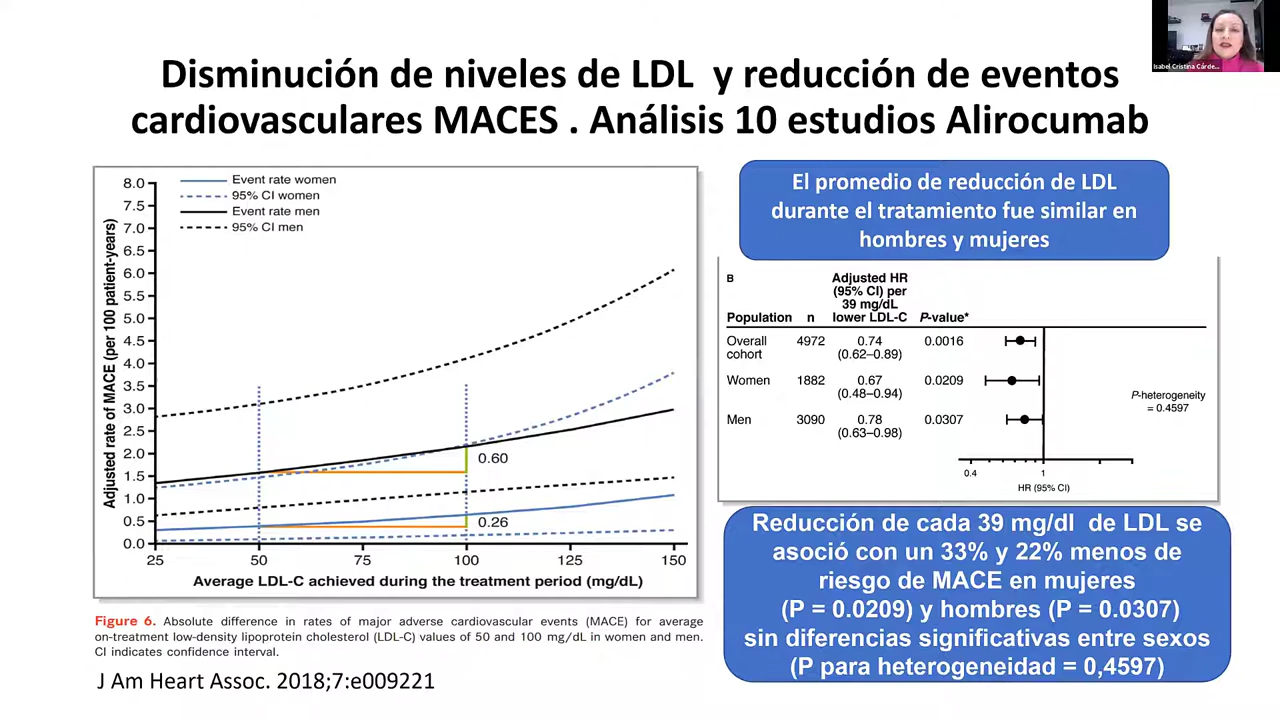 Isabel Cristina Cárde...
Disminución de niveles de LDL y reducción de eventos
cardiovasculares MACES . Análisis 10 estudios Alirocumab
Event rate women
95% CI women
Event rate men
95% CI men
Adjusted rate of MACE (per 100 patient-years)
8.0
7.5
7.0
6.5
6.0
5.5
5.0
4.5
4.0
3.5
3.0
2.5
2.0
1.5
1.0
0.5
0.0
0.60
0.26
25 50 75 100 125 150
Average LDL-C achieved during the treatment period (mg/dL)
Figure 6. Absolute difference in rates of major adverse cardiovascular events (MACE) for average
on-treatment low-density lipoprotein cholesterol (LDL-C) values of 50 and 100 mg/dL in women and men.
CI indicates confidence interval.
J Am Heart Assoc. 2018;7:e009221
El promedio de reducción de LDL
durante el tratamiento fue similar en
hombres y mujeres
B
Adjusted HR
(95% CI) per
39 mg/dL
Population n lower LDL-C P-value*
Overall 4972 0.74 0.0016
cohort (0.62–0.89)
Women 1882 0.67 0.0209
(0.48–0.94)
P-heterogeneity
= 0.4597
Men 3090 0.78 0.0307
(0.63–0.98)
0.4 1
HR (95% CI)
Reducción de cada 39 mg/dl de LDL se
asoció con un 33% y 22% menos de
riesgo de MACE en mujeres
(P = 0.0209) y hombres (P = 0.0307)
sin diferencias significativas entre sexos
(P para heterogeneidad = 0,4597)